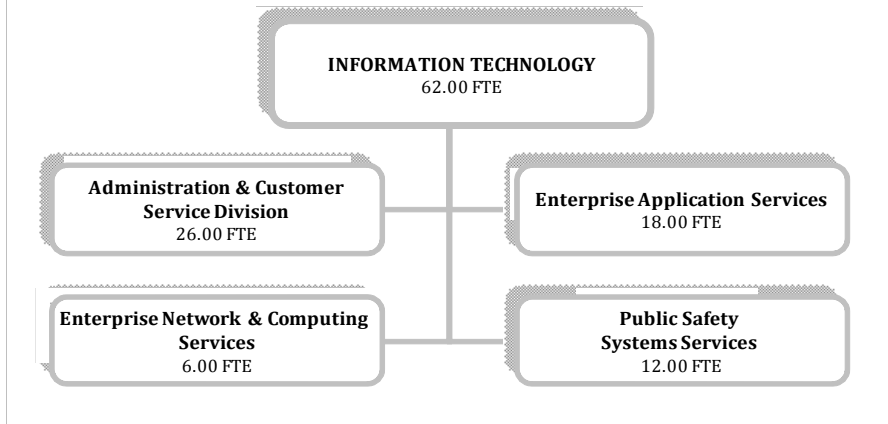 INFORMATION TECHNOLOGY
62.00 FTE
Administration & Customer
Service Division
26.00 FTE
Enterprise Application Services
18.00 FTE
Enterprise Network & Computing
Services
6.00 FTE
Public Safety
Systems Services
12.00 FTE